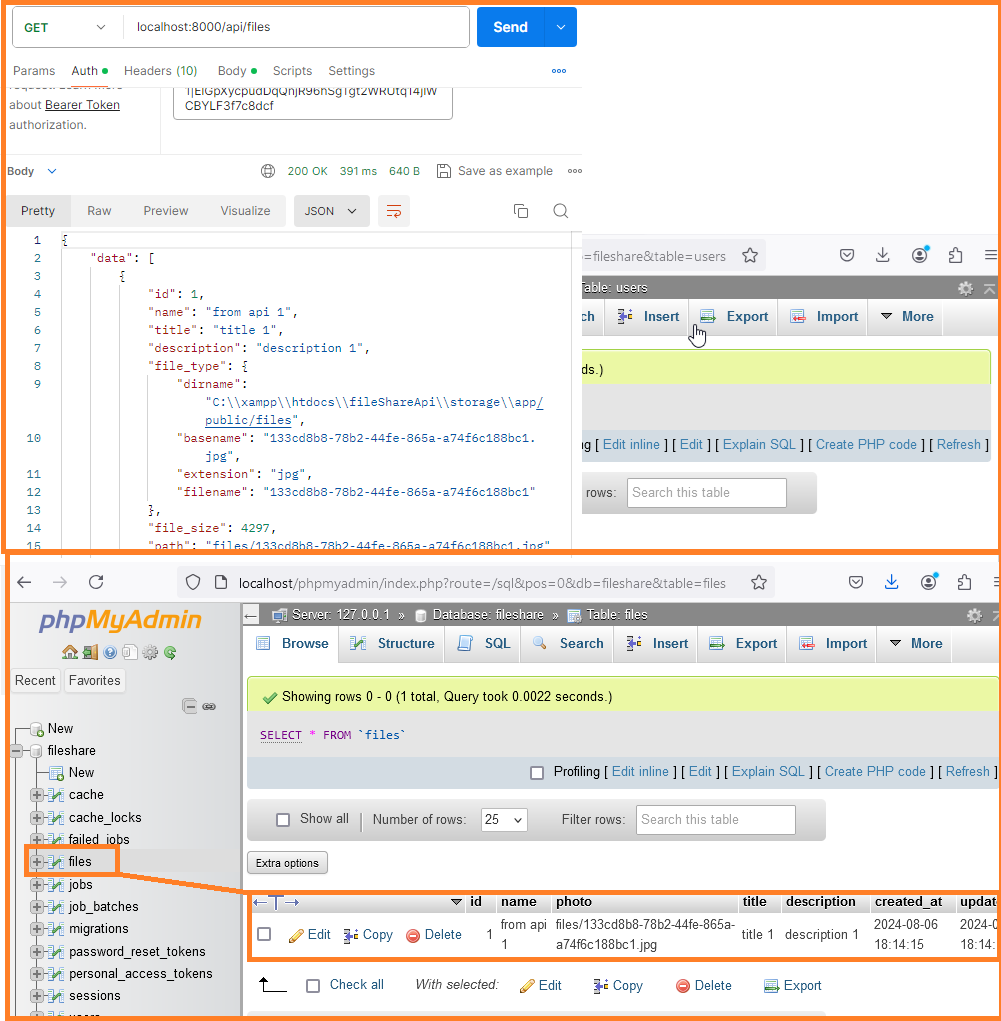 GET localhost:8000/api/files Send
Params Auth Headers (10) Body Scripts Settings
about Bearer Token
authorization.
CBYLF3f7c8dcf
Body 200 OK 391 ms 640 B Save as example
Pretty Raw Preview Visualize JSON
1 {
2 "data": [
3 {
4 "id": 1,
5 "name": "from api 1",
6 "title": "title 1",
7 "description": "description 1",
8 "file_type": {
9 "dirname":
"C:\\xampp\\htdocs\\fileShareApi\\storage\\app/
public/files",
10 "basename": "133cd8b8-78b2-44fe-865a-a74f6c188bc1.
jpg",
11 "extension": "jpg",
12 "filename": "133cd8b8-78b2-44fe-865a-a74f6c188bc1"
13 },
14 "file_size": 4297,
15 "path": "files/133cd8b8-78b2-44fe-865a-a74f6c188bc1.jpg"
=fileshare&table=users
Table: users
ch Insert Export Import More
ds.)
ng [ Edit inline ] [ Edit ] [ Explain SQL ] [ Create PHP code ] [ Refresh ]
rows: Search this table
localhost/phpmyadmin/index.php?route=/sql&pos=0&db=fileshare&table=files
phpMyAdmin
Recent Favorites
New
fileshare
New
cache
cache_locks
failed_jobs
files
jobs
job_batches
migrations
password_reset_tokens
personal_access_tokens
sessions
users
Server: 127.0.0.1 » Database: fileshare » Table: files
Browse Structure SQL Search Insert Export Import More
Showing rows 0 - 0 (1 total, Query took 0.0022 seconds.)
SELECT * FROM `files`
Profiling [ Edit inline ] [ Edit ] [ Explain SQL ] [ Create PHP code ] [ Refresh ]
Show all Number of rows: 25 Filter rows: Search this table
Extra options
id name photo title description created_at update
Edit Copy Delete 1 from api 1 files/133cd8b8-78b2-44fe-865a-a74f6c188bc1.jpg title 1 description 1 2024-08-06 18:14:15 2024-0 18:14:
Check all With selected: Edit Copy Delete Export